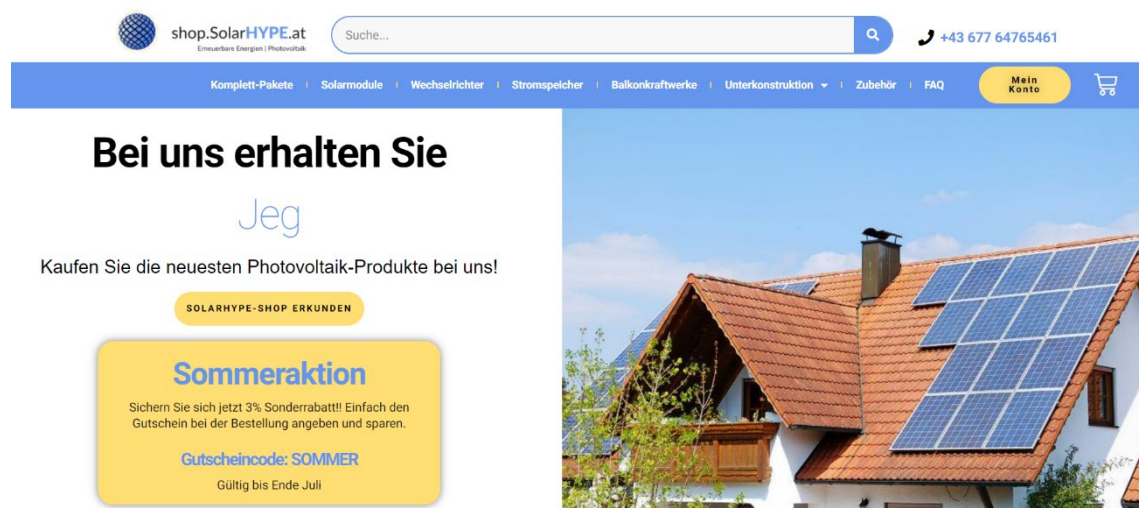 shop.SolarHYPE.at
Erneuerbare Energien | Photovoltaik
Suche...
+43 677 64765461
Komplett-Pakete | Solarmodule | Wechselrichter | Stromspeicher | Balkonkraftwerke | Unterkonstruktion | Zubehör | FAQ
Mein
Konto
Bei uns erhalten Sie
Jeg
Kaufen Sie die neuesten Photovoltaik-Produkte bei uns!
SOLARHYPE-SHOP ERKUNDEN
Sommeraktion
Sichern Sie sich jetzt 3% Sonderrabatt!! Einfach den
Gutschein bei der Bestellung angeben und sparen.
Gutscheincode: SOMMER
Gültig bis Ende Juli